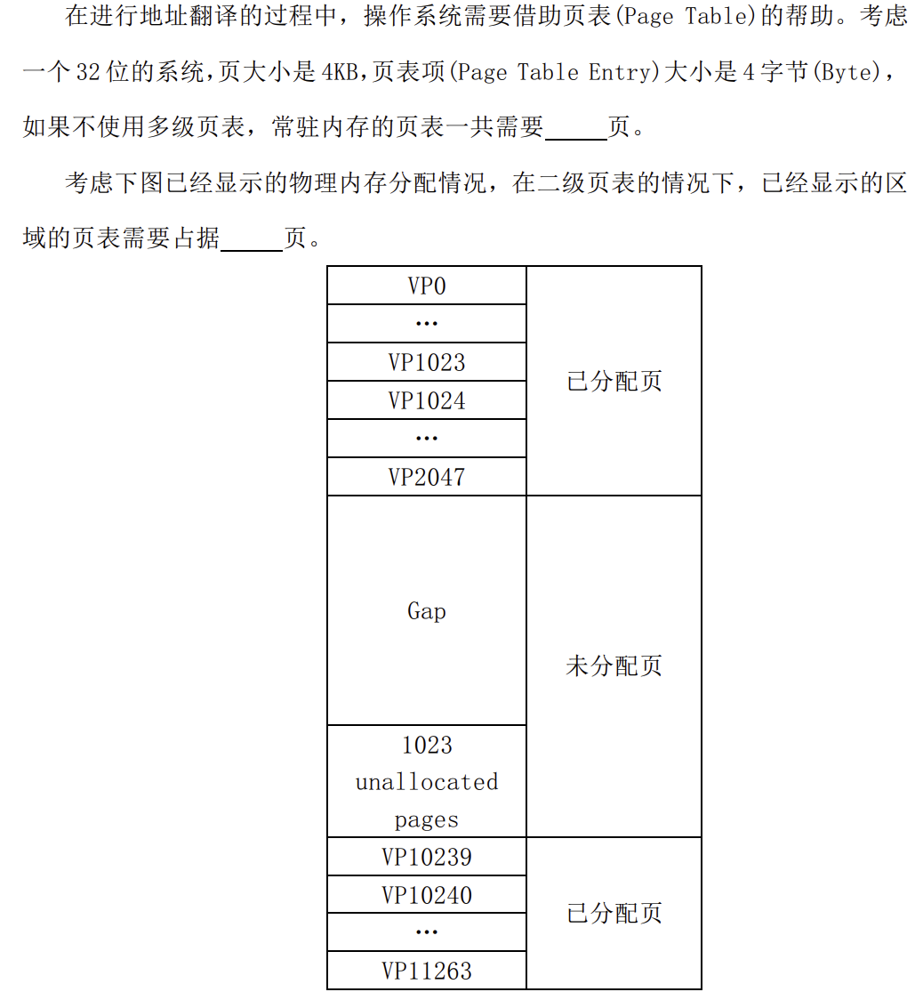 在进行地址翻译的过程中，操作系统需要借助页表(Page Table)的帮助。考虑
一个32位的系统,页大小是4KB,页表项(Page Table Entry)大小是4字节(Byte),
如果不使用多级页表，常驻内存的页表一共需要_____页。
考虑下图已经显示的物理内存分配情况，在二级页表的情况下，已经显示的区
域的页表需要占据_____页。
VP0
…
VP1023
VP1024
…
VP2047
已分配页
Gap
1023
unallocated
pages
未分配页
VP10239
VP10240
…
VP11263
已分配页